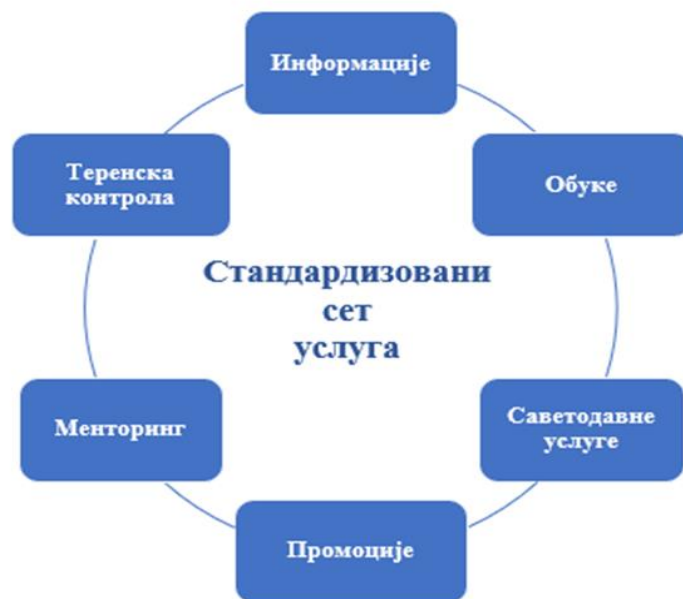 Информације
Обуке
Саветодавне
услуге
Промоције
Менторинг
Теренска
контрола
Стандардизовани
сет
услуга